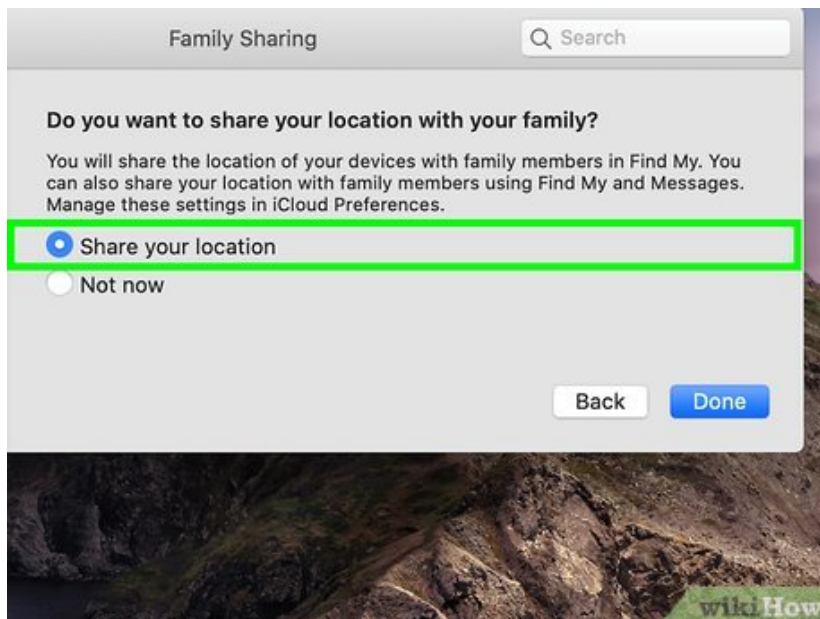 Family Sharing
Search
Do you want to share your location with your family?
You will share the location of your devices with family members in Find My. You
can also share your location with family members using Find My and Messages.
Manage these settings in iCloud Preferences.
Share your location
Not now
Back
Done
wikiHow